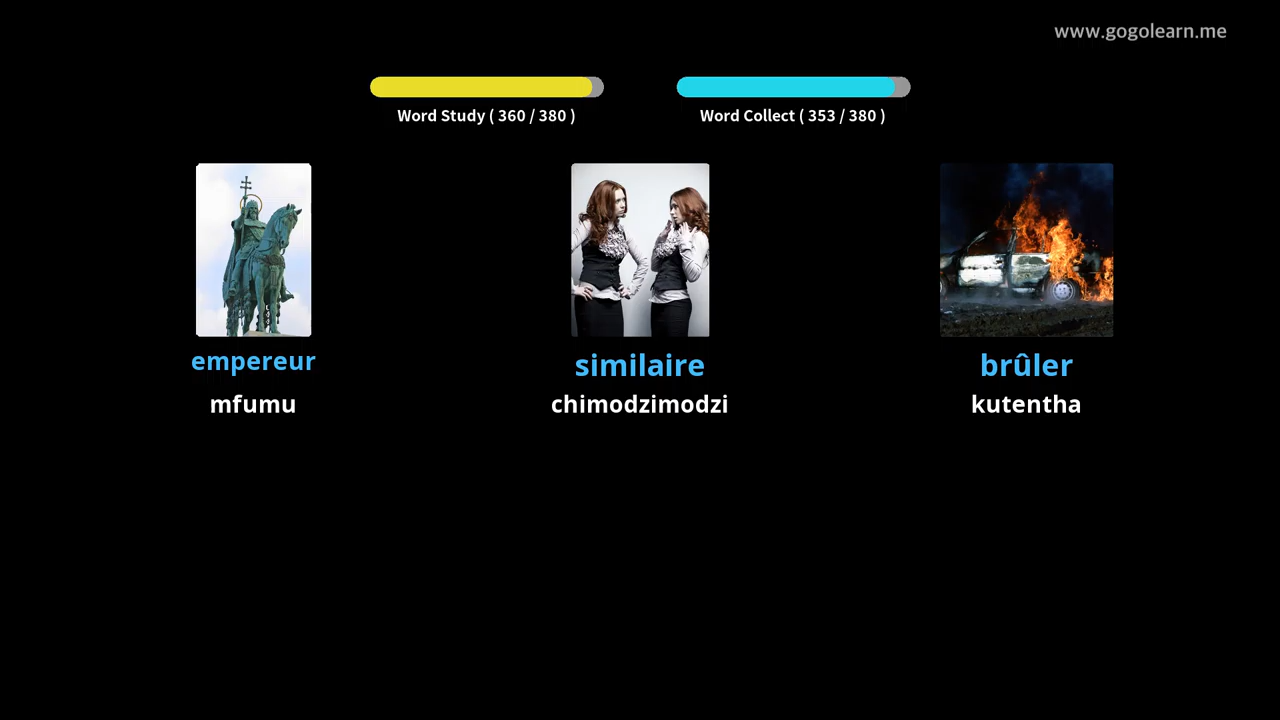 www.gogolearn.me
Word Study ( 360 / 380 )
Word Collect ( 353 / 380 )
empereur
similaire
brûler
mfumu
chimodzimodzi
kutentha